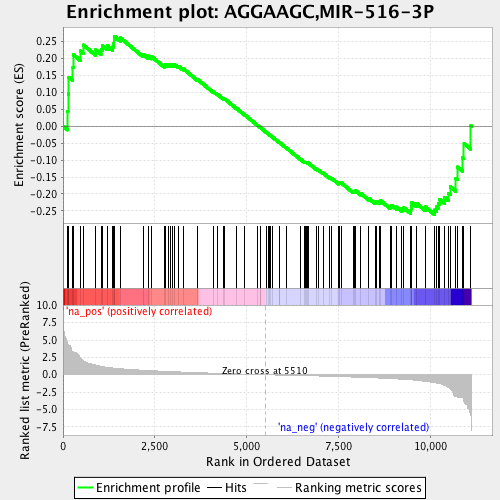 Enrichment plot: AGGAAGC,MIR-516-3P
Enrichment score (ES)
0.25
0.20
0.15
0.10
0.05
0.00
-0.05
-0.10
-0.15
-0.20
-0.25
Ranked list metric (PreRanked)
10.0
7.5
5.0
2.5
0.0
-2.5
-5.0
-7.5
'na_pos' (positively correlated)
Zero cross at 5510
'na_neg' (negatively correlated)
0
2,500
5,000
7,500
10,000
Rank in Ordered Dataset
Enrichment profile
Hits
Ranking metric scores